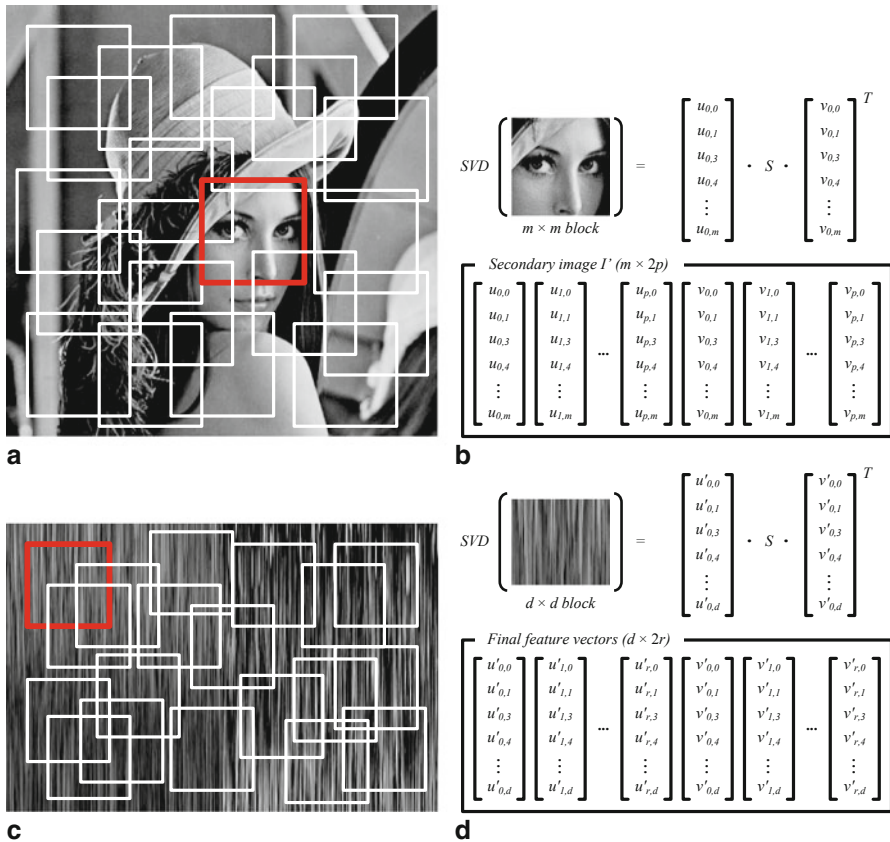 a
SVD
m × m block
=
u0,0
u0,1
u0,3
u0,4
⋮
u0,m
· S ·
v0,0
v0,1
v0,3
v0,4
⋮
v0,m
T
Secondary image I' (m × 2p)
u0,0 u1,0 up,0 v0,0 v1,0 vp,0
u0,1 u1,1 up,1 v0,1 v1,1 vp,1
u0,3 u1,3 ... up,3 v0,3 v1,3 ... vp,3
u0,4 u1,4 up,4 v0,4 v1,4 vp,4
⋮ ⋮ ⋮ ⋮ ⋮ ⋮
u0,m u1,m up,m v0,m v1,m vp,m
b
c
SVD
d × d block
=
u'0,0
u'0,1
u'0,3
u'0,4
⋮
u'0,d
· S ·
v'0,0
v'0,1
v'0,3
v'0,4
⋮
v'0,d
T
Final feature vectors (d × 2r)
u'0,0 u'1,0 u'r,0 v'0,0 v'1,0 v'r,0
u'0,1 u'1,1 u'r,1 v'0,1 v'1,1 v'r,1
u'0,3 u'1,3 ... u'r,3 v'0,3 v'1,3 ... v'r,3
u'0,4 u'1,4 u'r,4 v'0,4 v'1,4 v'r,4
⋮ ⋮ ⋮ ⋮ ⋮ ⋮
u'0,d u'1,d u'r,d v'0,d v'1,d v'r,d
d